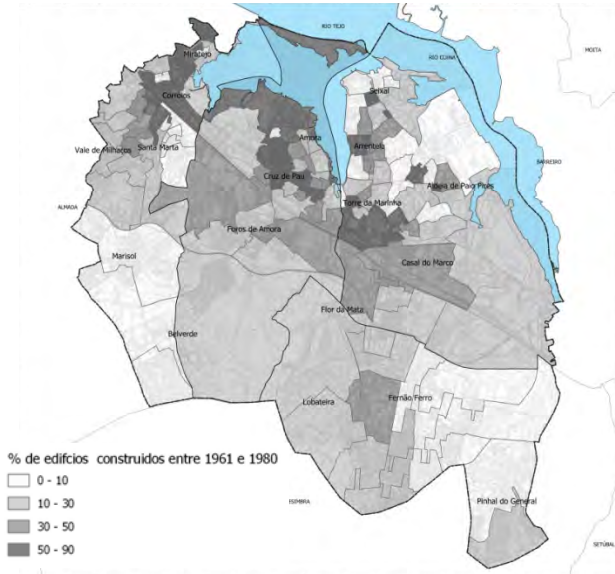 RIO TEJO
MOITA
RIO COINA
Miratejo
Corroios
Seixal
Vale de Milhaços
Santa Marta
Amora
Arrentela
BARREIRO
Cruz de Pau
Aldeia de Paio Pires
ALMADA
Torre da Marinha
Foros de Amora
Marisol
Casal do Marco
Flor da Mata
Belverde
Lobateira
Fernão Ferro
% de edifcios construidos entre 1961 e 1980
0 - 10
10 - 30
30 - 50
50 - 90
SESIMBRA
Pinhal do General
SETÚBAL